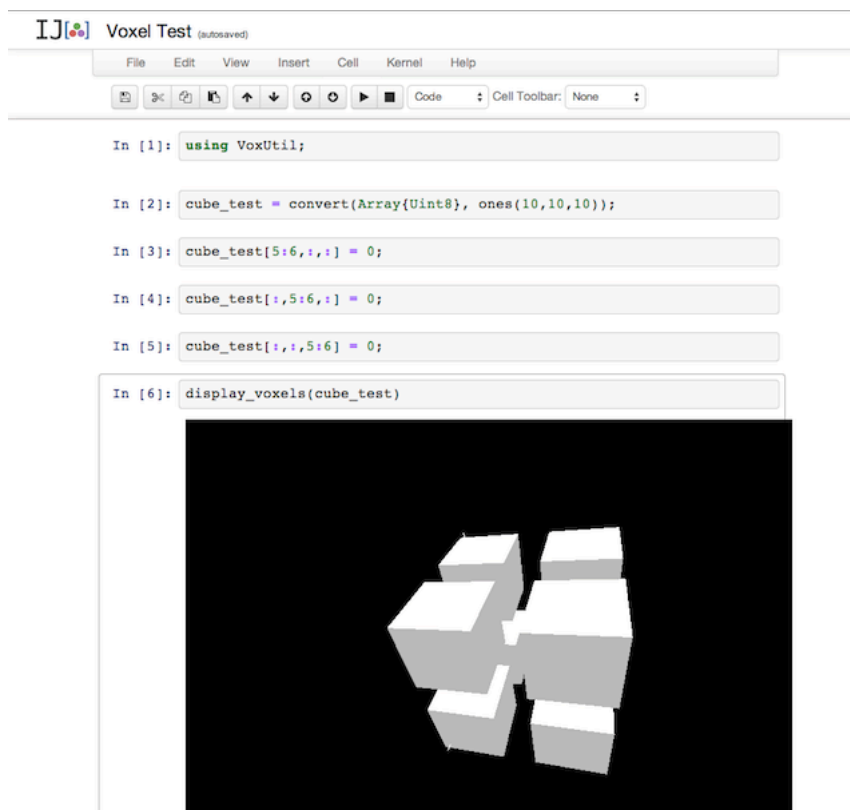 IJ[] Voxel Test (autosaved)
File Edit View Insert Cell Kernel Help
Code Cell Toolbar: None
In [1]: using VoxUtil;
In [2]: cube_test = convert(Array{Uint8}, ones(10,10,10));
In [3]: cube_test[5:6,:,:] = 0;
In [4]: cube_test[:,5:6,:] = 0;
In [5]: cube_test[:,:,5:6] = 0;
In [6]: display_voxels(cube_test)